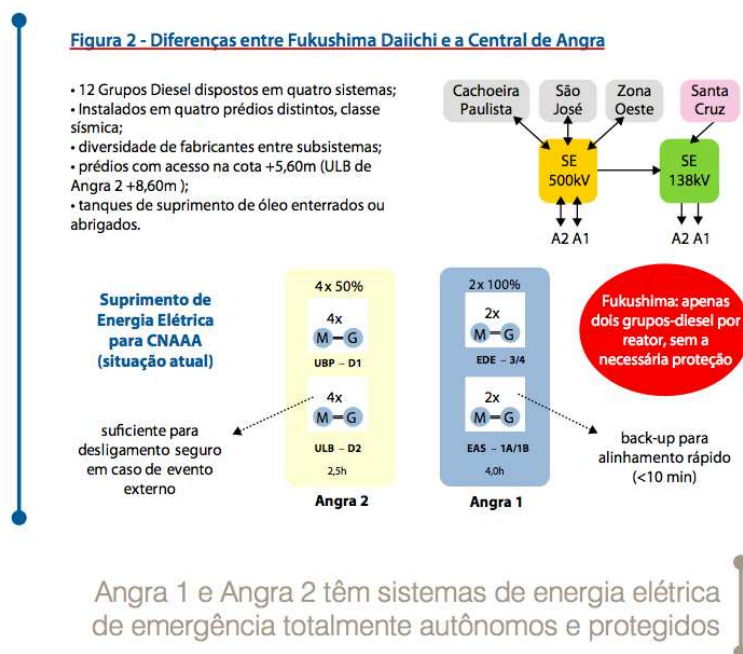 Figura 2 - Diferenças entre Fukushima Daiichi e a Central de Angra
• 12 Grupos Diesel dispostos em quatro sistemas;
• Instalados em quatro prédios distintos, classe
sísmica;
• diversidade de fabricantes entre subsistemas;
• prédios com acesso na cota +5,60m (ULB de
Angra 2 +8,60m );
• tanques de suprimento de óleo enterrados ou
abrigados.
Cachoeira
Paulista
São
José
Zona
Oeste
Santa
Cruz
SE
500kV
SE
138kV
A2 A1
A2 A1
Suprimento de
Energia Elétrica
para CNAAA
(situação atual)
4x 50%
4x
M – G
UBP – D1
4x
M – G
ULB – D2
2,5h
Angra 2
2x 100%
2x
M – G
EDE – 3/4
2x
M – G
EAS – 1A/1B
4,0h
Angra 1
Fukushima: apenas
dois grupos-diesel por
reator, sem a
necessária proteção
suficiente para
desligamento seguro
em caso de evento
externo
back-up para
alinhamento rápido
(<10 min)
Angra 1 e Angra 2 têm sistemas de energia elétrica
de emergência totalmente autônomos e protegidos